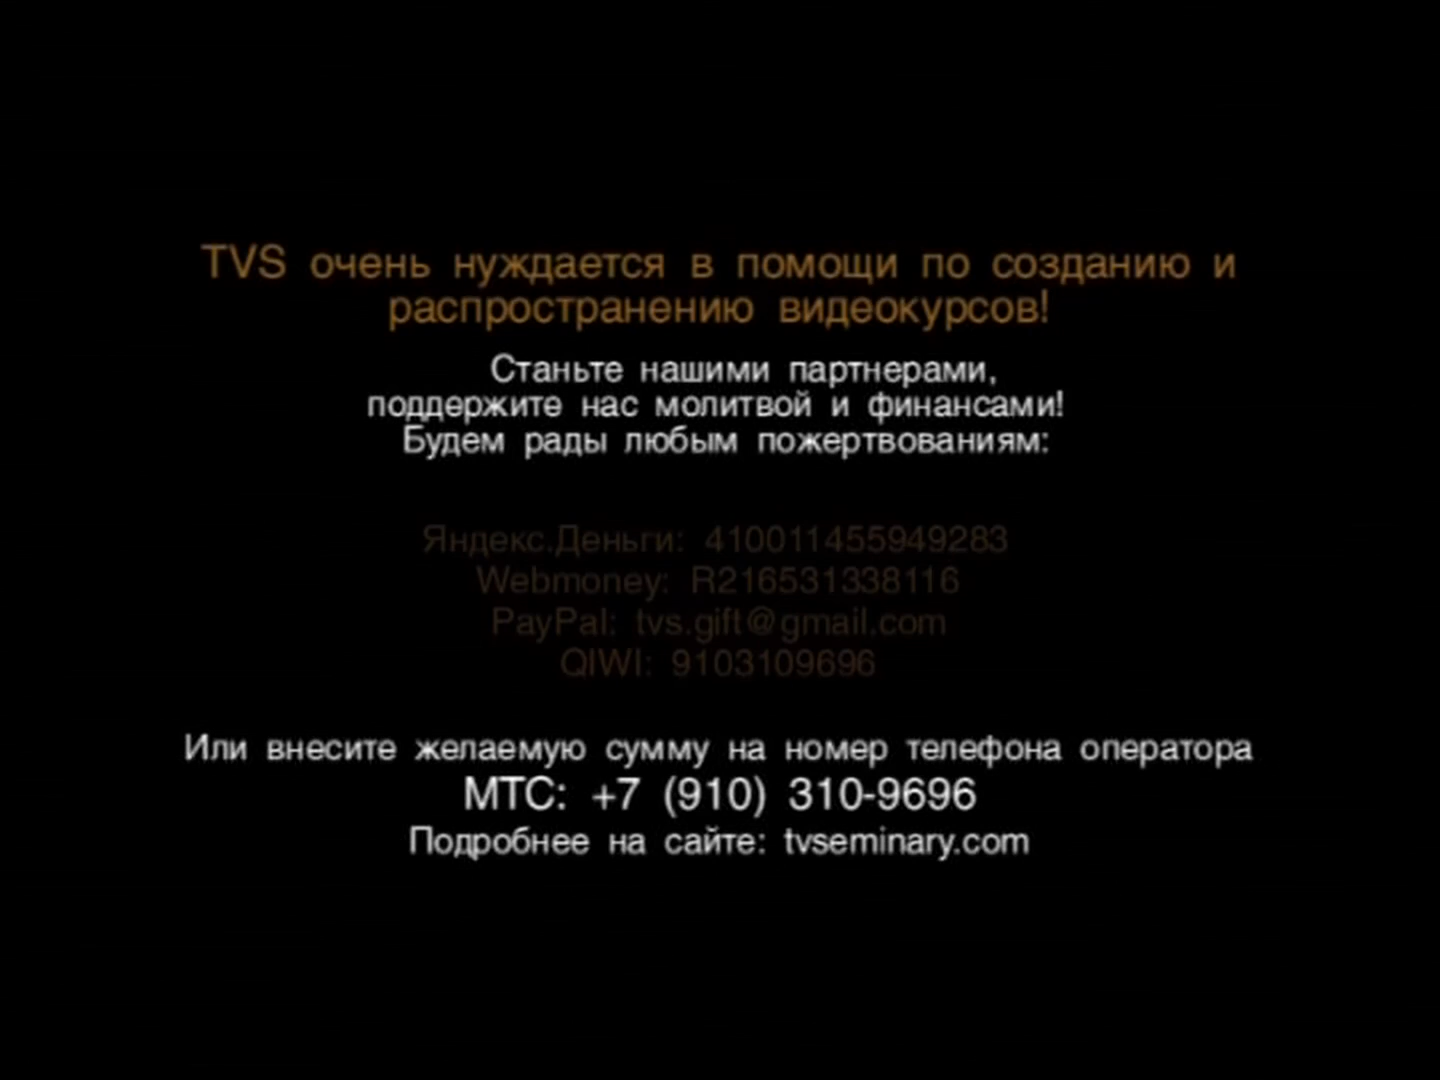 TVS очень нуждается в помощи по созданию и
распространению видеокурсов!
Станьте нашими партнерами,
поддержите нас молитвой и финансами!
Будем рады любым пожертвованиям:
Яндекс.Деньги: 410011455949283
Webmoney: R216531338116
PayPal: tvs.gift@gmail.com
QIWI: 9103109696
Или внесите желаемую сумму на номер телефона оператора
МТС: +7 (910) 310-9696
Подробнее на сайте: tvseminary.com